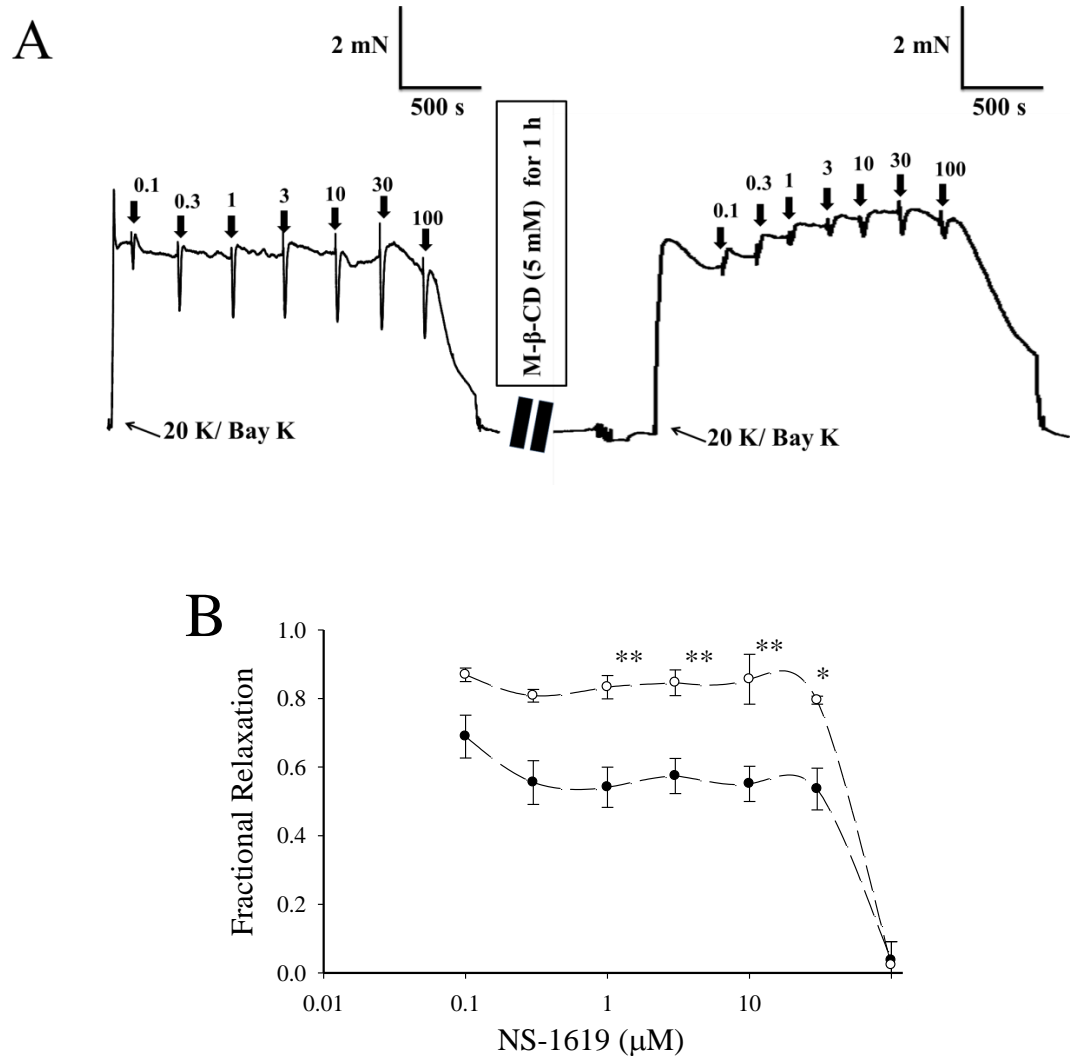 A
2 mN
500 s
2 mN
500 s
M-β-CD (5 mM) for 1 h
0.1
0.3
1
3
10
30
100
0.1
0.3
1
3
10
30
100
20 K/ Bay K
20 K/ Bay K
B
Fractional Relaxation
1.0
0.8
0.6
0.4
0.2
0.0
**
**
**
*
0.01
0.1
1
10
NS-1619 (μM)